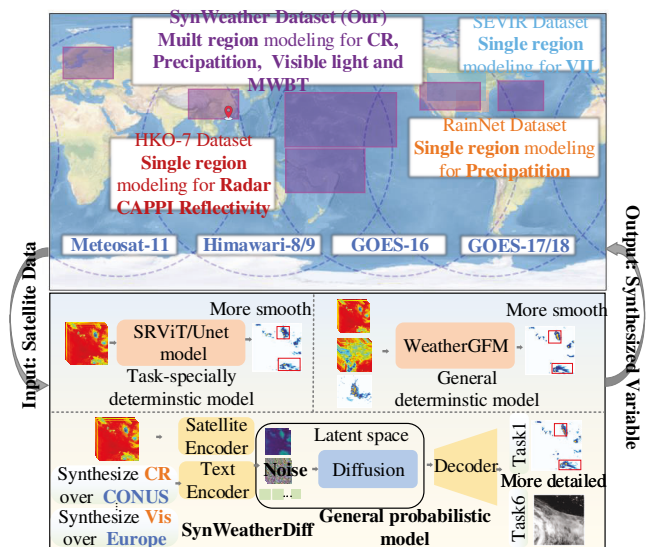 SynWeather Dataset (Our)
Muilt region modeling for CR,
Precipatition, Visible light and
MWBT
SEVIR Dataset
Single region
modeling for VIL
HKO-7 Dataset
Single region
modeling for Radar
CAPPI Reflectivity
RainNet Dataset
Single region modeling
for Precipatition
Meteosat-11
Himawari-8/9
GOES-16
GOES-17/18
Input: Satellite Data
Output: Synthesized Variable
More smooth
SRViT/Unet
model
Task-specially
determinstic model
More smooth
WeatherGFM
General
determinstic model
Satellite
Encoder
Text
Encoder
Synthesize CR
over CONUS
Synthesize Vis
over Europe
Latent space
Noise
Diffusion
...
Decoder
Task1
More detailed
Task6
SynWeatherDiff
General probabilistic
model